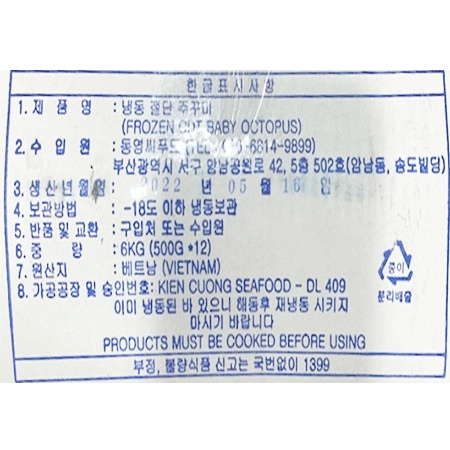 한글표시사항
1. 제 품 명 : 냉동 절단 주꾸미
(FROZEN CUT BABY OCTOPUS)
2. 수 입 원 : 동영씨푸드 6814-9899)
부산광역시 서구 암남공원로 42, 5층 502호(암남동, 송도빌딩)
3. 생산년월일: 2022 년 05 월 16 일
4. 보관방법 : -18도 이하 냉동보관
5. 반품 및 교환 : 구입처 또는 수입원
6. 중 량 : 6KG (500G *12)
7. 원산지 : 베트남 (VIETNAM)
8. 가공공장 및 승인번호: KIEN CUONG SEAFOOD - DL 409
이미 냉동된 바 있으니 해동후 재냉동 시키지
마시기 바랍니다
PRODUCTS MUST BE COOKED BEFORE USING
부정, 불량식품 신고는 국번없이 1399
종이
분리배출